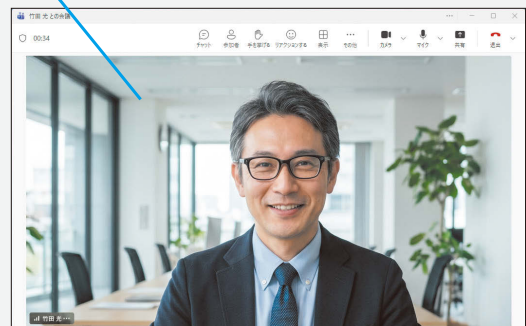 竹田 光 との会議
00:34
チャット 参加者 手を挙げる リアクションする 表示 その他 カメラ マイク 共有 退出
竹田 光